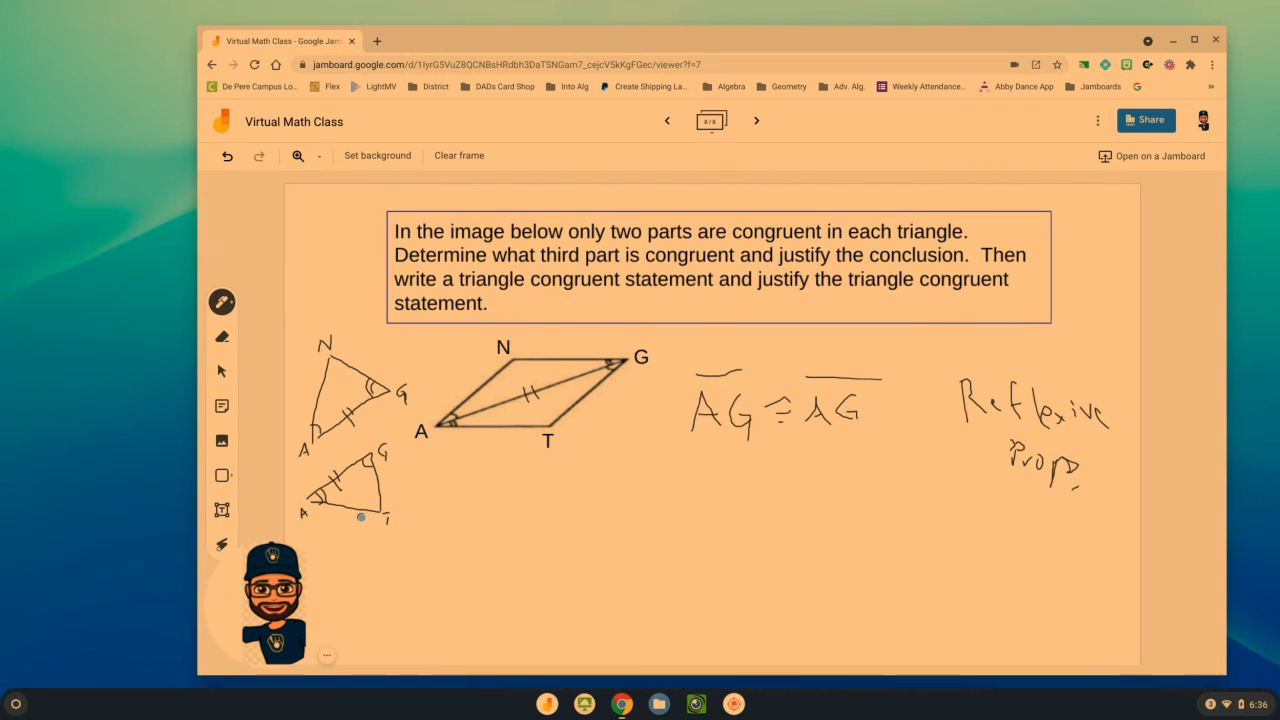 Virtual Math Class - Google Jam
jamboard.google.com/d/1IyrG5VuZ8QCNBsHRdbh3DaTSNGam7_cejcV5kKgFGec/viewer?f=7
De Pere Campus Lo... Flex LightMV District DADs Card Shop Into Alg Create Shipping La... Algebra Geometry Adv. Alg. Weekly Attendance... Abby Dance App Jamboards »
Virtual Math Class
8/8
Share
Set background Clear frame
Open on a Jamboard
In the image below only two parts are congruent in each triangle.
Determine what third part is congruent and justify the conclusion. Then
write a triangle congruent statement and justify the triangle congruent
statement.
N
G
A
G
A
T
N
G
A
T
AG ≅ AG
Reflexive
Prop.
3 6:36